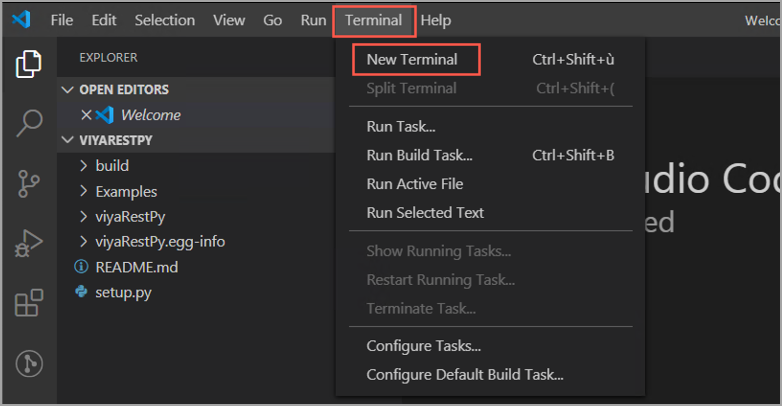 File Edit Selection View Go Run Terminal Help Welco
EXPLORER
OPEN EDITORS
Welcome
VIYARESTPY
build
Examples
viyaRestPy
viyaRestPy.egg-info
README.md
setup.py
New Terminal Ctrl+Shift+ù
Split Terminal Ctrl+Shift+(
Run Task...
Run Build Task... Ctrl+Shift+B
Run Active File
Run Selected Text
Show Running Tasks...
Restart Running Task...
Terminate Task...
Configure Tasks...
Configure Default Build Task...
udio Coc
ed